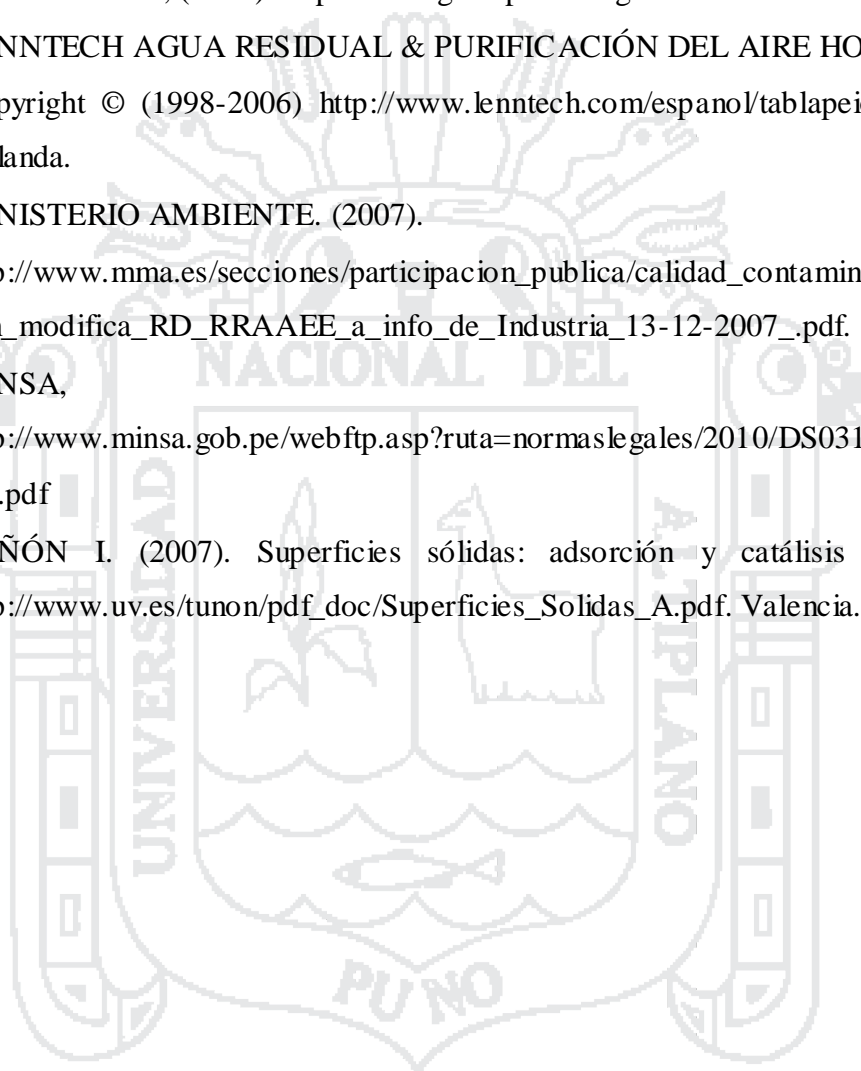 NNTECH AGUA RESIDUAL & PURIFICACIÓN DEL AIRE HO
pyright © (1998-2006) http://www.lenntech.com/espanol/tablapei
landa.
NISTERIO AMBIENTE. (2007).
p://www.mma.es/secciones/participacion_publica/calidad_contamin
_modifica_RD_RRAAEE_a_info_de_Industria_13-12-2007_.pdf.
NACIONAL DEL
NSA,
p://www.minsa.gob.pe/webftp.asp?ruta=normaslegales/2010/DS031
.pdf
ÑÓN I. (2007). Superficies sólidas: adsorción y catálisis
p://www.uv.es/tunon/pdf_doc/Superficies_Solidas_A.pdf. Valencia.
UNIVERSIDAD
ALTIPLANO
PUNO